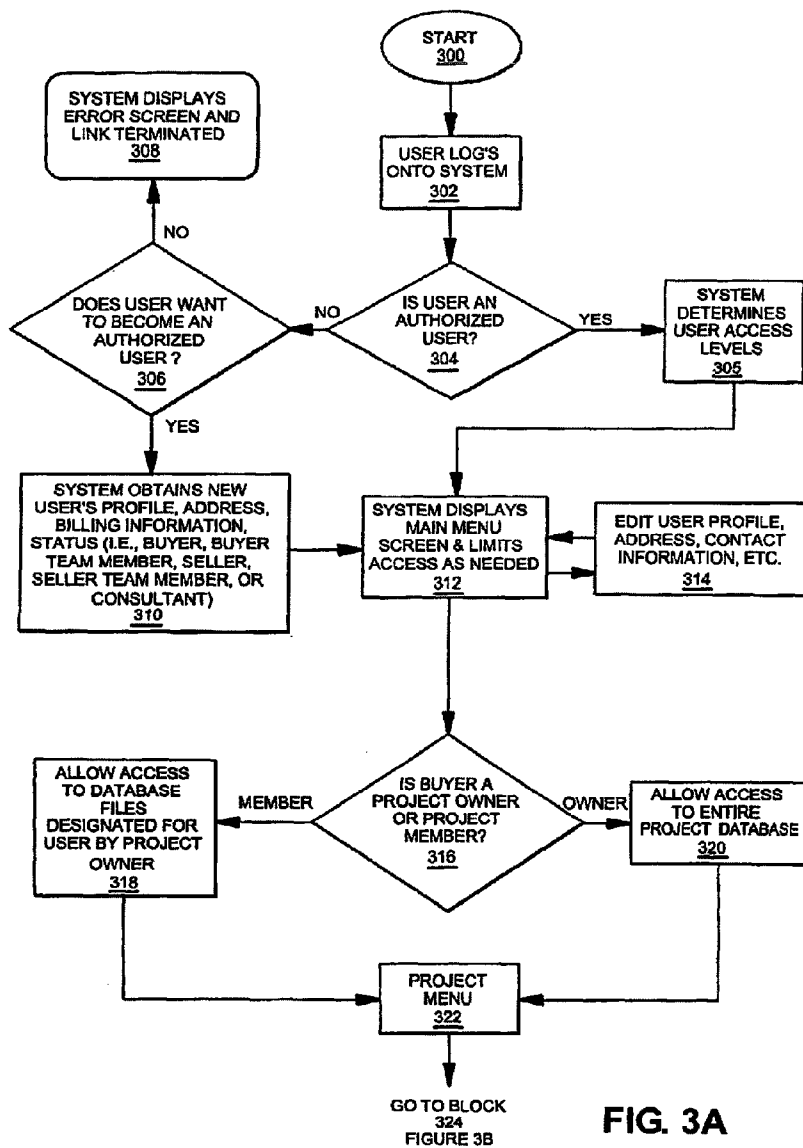 START
300
SYSTEM DISPLAYS
ERROR SCREEN AND
LINK TERMINATED
308
USER LOG'S
ONTO SYSTEM
302
NO
DOES USER WANT
TO BECOME AN
AUTHORIZED
USER ?
306
NO
IS USER AN
AUTHORIZED
USER?
304
YES
SYSTEM
DETERMINES
USER ACCESS
LEVELS
305
YES
SYSTEM OBTAINS NEW
USER'S PROFILE, ADDRESS,
BILLING INFORMATION,
STATUS (I.E., BUYER, BUYER
TEAM MEMBER, SELLER,
SELLER TEAM MEMBER, OR
CONSULTANT)
310
SYSTEM DISPLAYS
MAIN MENU
SCREEN & LIMITS
ACCESS AS NEEDED
312
EDIT USER PROFILE,
ADDRESS, CONTACT
INFORMATION, ETC.
314
ALLOW ACCESS
TO DATABASE
FILES
DESIGNATED FOR
USER BY PROJECT
OWNER
318
MEMBER
IS BUYER A
PROJECT OWNER
OR PROJECT
MEMBER?
316
OWNER
ALLOW ACCESS
TO ENTIRE
PROJECT DATABASE
320
PROJECT
MENU
322
GO TO BLOCK
324
FIGURE 3B
FIG. 3A